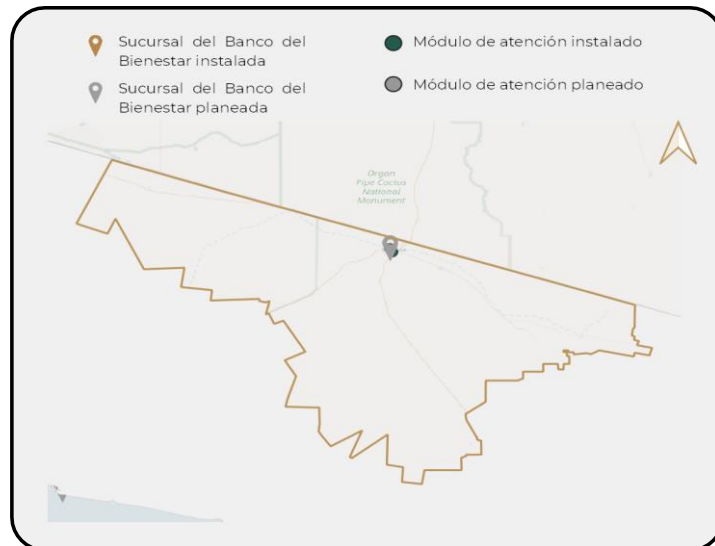 Sucursal del Banco del
Bienestar instalada
Sucursal del Banco del
Bienestar planeada
Módulo de atención instalado
Módulo de atención planeado
Organ
Pipe Cactus
National
Monument